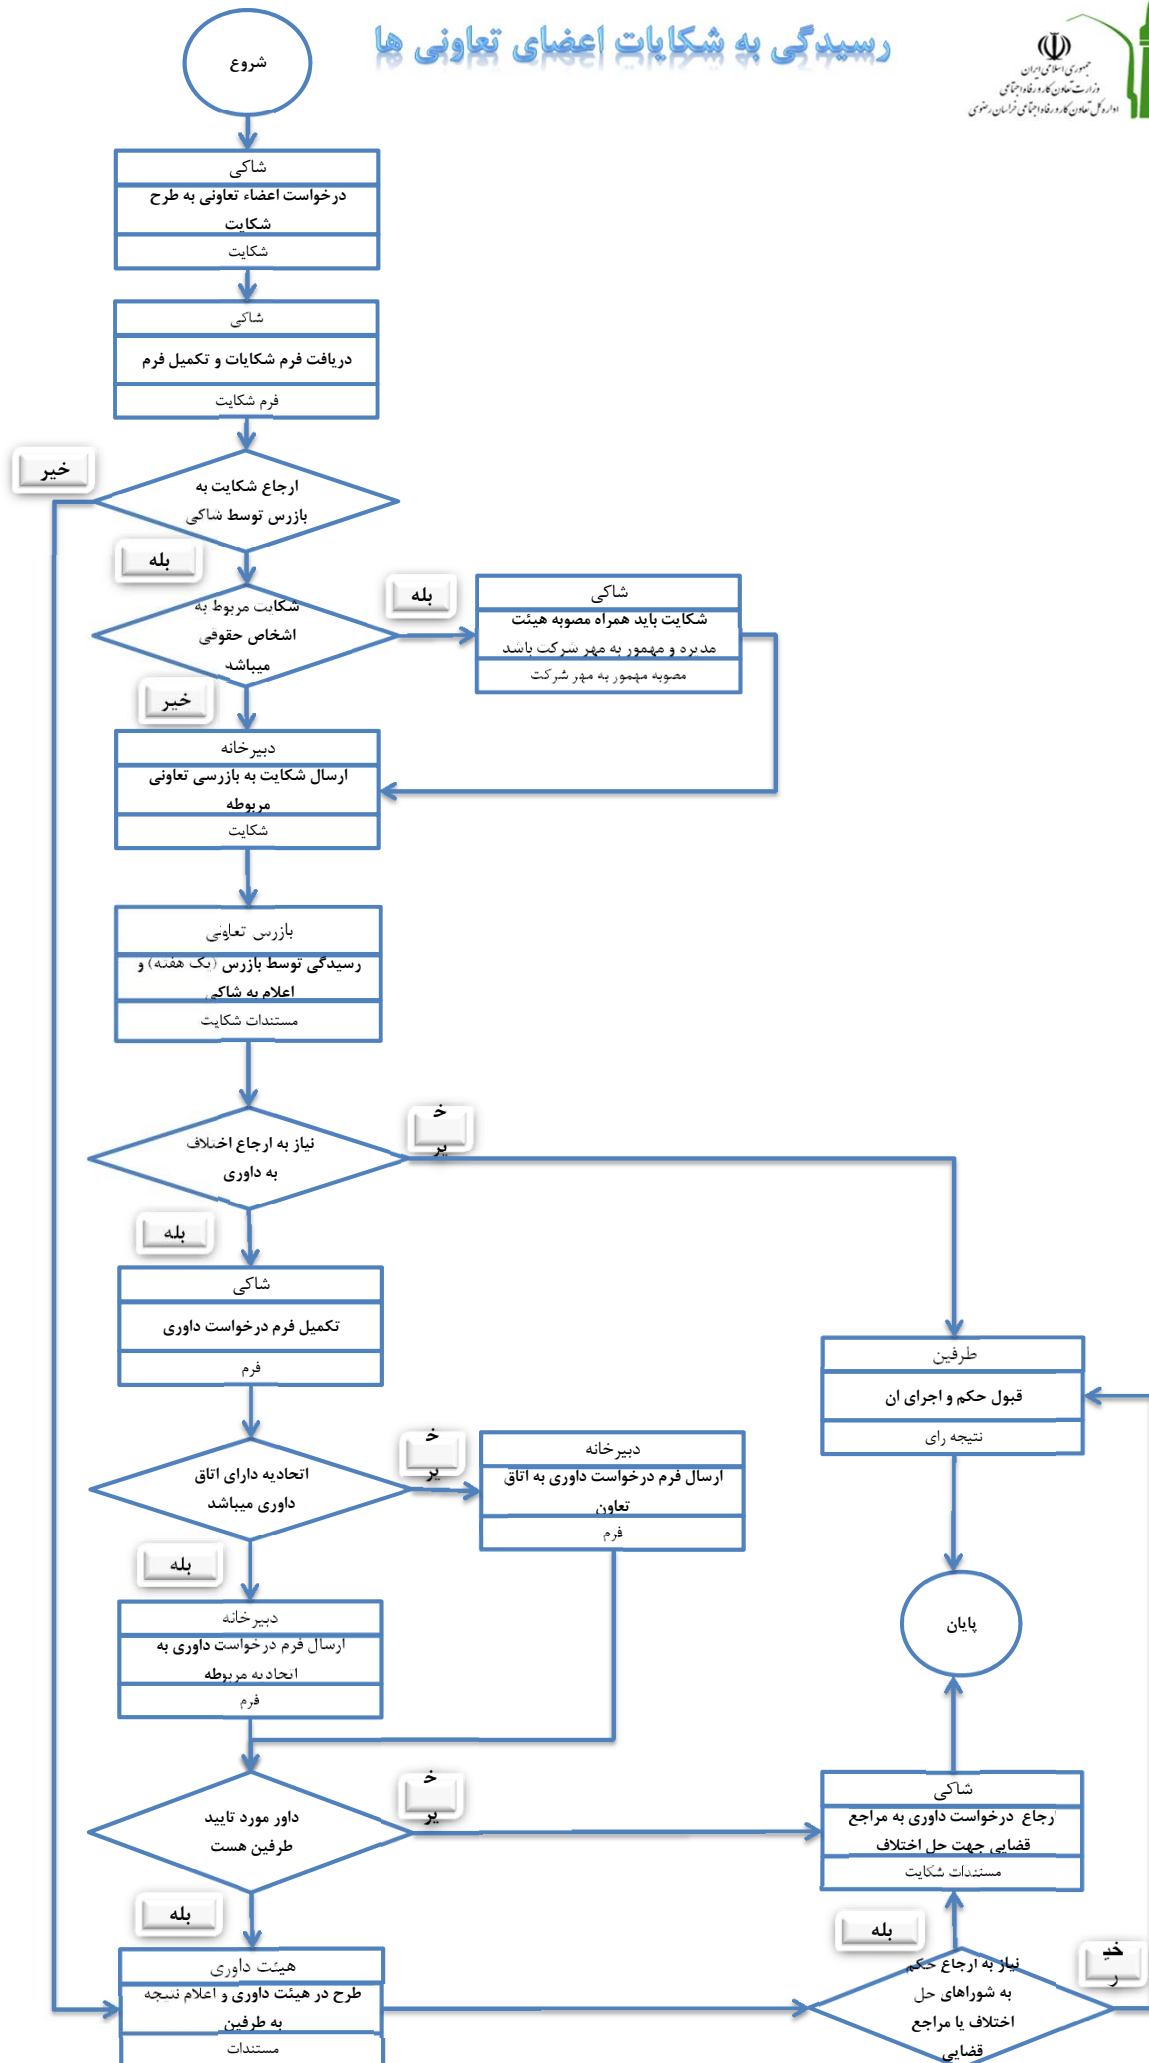 رسیدگی به شکایات اعضای تعاونی ها
جمهوری اسلامی ایران
وزارت تعاون کار و رفاه اجتماعی
اداره کل تعاون کار و رفاه اجتماعی خراسان رضوی
شروع
شاکی
درخواست اعضاء تعاونی به طرح
شکایت
شکایت
شاکی
دریافت فرم شکایات و تکمیل فرم
فرم شکایت
خیر
ارجاع شکایت به
بازرس توسط شاکی
بله
شکایت مربوط به
اشخاص حقوقی
میباشد
بله
شاکی
شکایت باید همراه مصوبه هیئت
مدیره و مهمور به مهر شرکت باشد
مصوبه مهمور به مهر شرکت
خیر
دبیرخانه
ارسال شکایت به بازرسی تعاونی
مربوطه
شکایت
بازرس تعاونی
رسیدگی توسط بازرس (یک هفته) و
اعلام به شاکی
مستندات شکایت
نیاز به ارجاع اختلاف
به داوری
خ
یر
بله
شاکی
تکمیل فرم درخواست داوری
فرم
طرفین
قبول حکم و اجرای ان
نتیجه رای
اتحادیه دارای اتاق
داوری میباشد
خ
یر
دبیرخانه
ارسال فرم درخواست داوری به اتاق
تعاون
فرم
بله
دبیرخانه
ارسال فرم درخواست داوری به
اتحادیه مربوطه
فرم
پایان
داور مورد تایید
طرفین هست
خ
یر
شاکی
ارجاع درخواست داوری به مراجع
قضایی جهت حل اختلاف
مستندات شکایت
بله
هیئت داوری
طرح در هیئت داوری و اعلام نتیجه
به طرفین
مستندات
بله
نیاز به ارجاع حکم
به شوراهای حل
اختلاف یا مراجع
قضایی
خی
ر